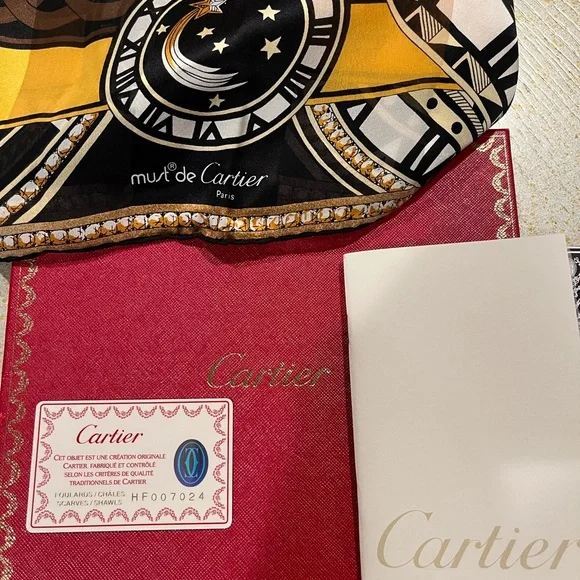 must® de Cartier
Paris
Cartier
Cartier
CET OBJET EST UNE CRÉATION ORIGINALE
CARTIER, FABRIQUÉ ET CONTRÔLÉ
SELON LES CRITÈRES DE QUALITÉ
TRADITIONNELS DE CARTIER
FOULARDS/CHÂLES
SCARVES/SHAWLS HF007024
Cartier